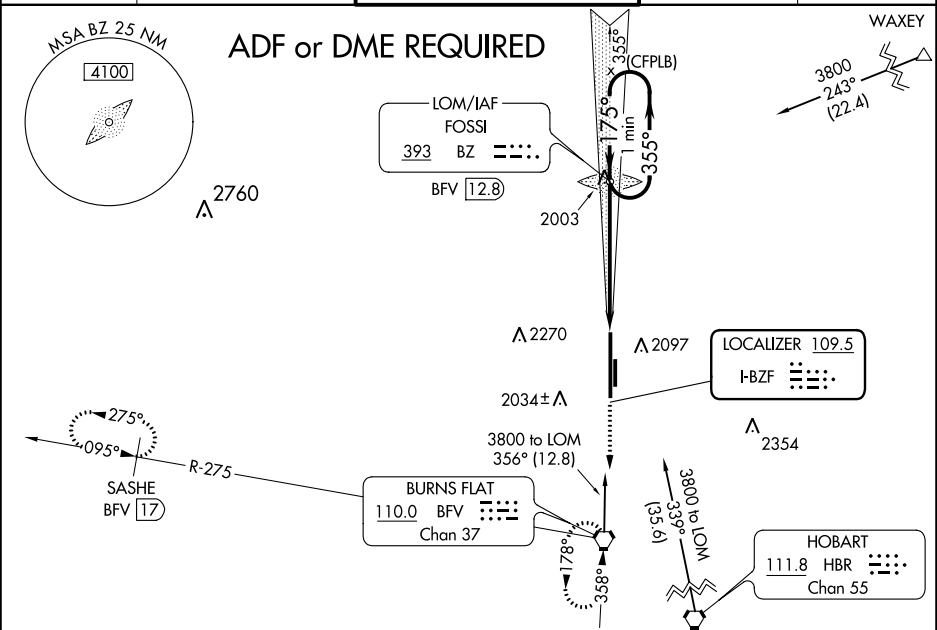 MSA BZ 25 NM
4100
ADF or DME REQUIRED
WAXEY
3800
243°
(22.4)
355°
(CFPLB)
175°
1 min
355°
LOM/IAF
FOSSI
393 BZ
BFV 12.8
2003
2760
2270
2097
2034±
2354
LOCALIZER 109.5
I-BZF
3800 to LOM
356° (12.8)
275°
095°
R-275
SASHE
BFV 17
BURNS FLAT
110.0 BFV
Chan 37
178°
358°
3800 to LOM
339°
(35.6)
HOBART
111.8 HBR
Chan 55